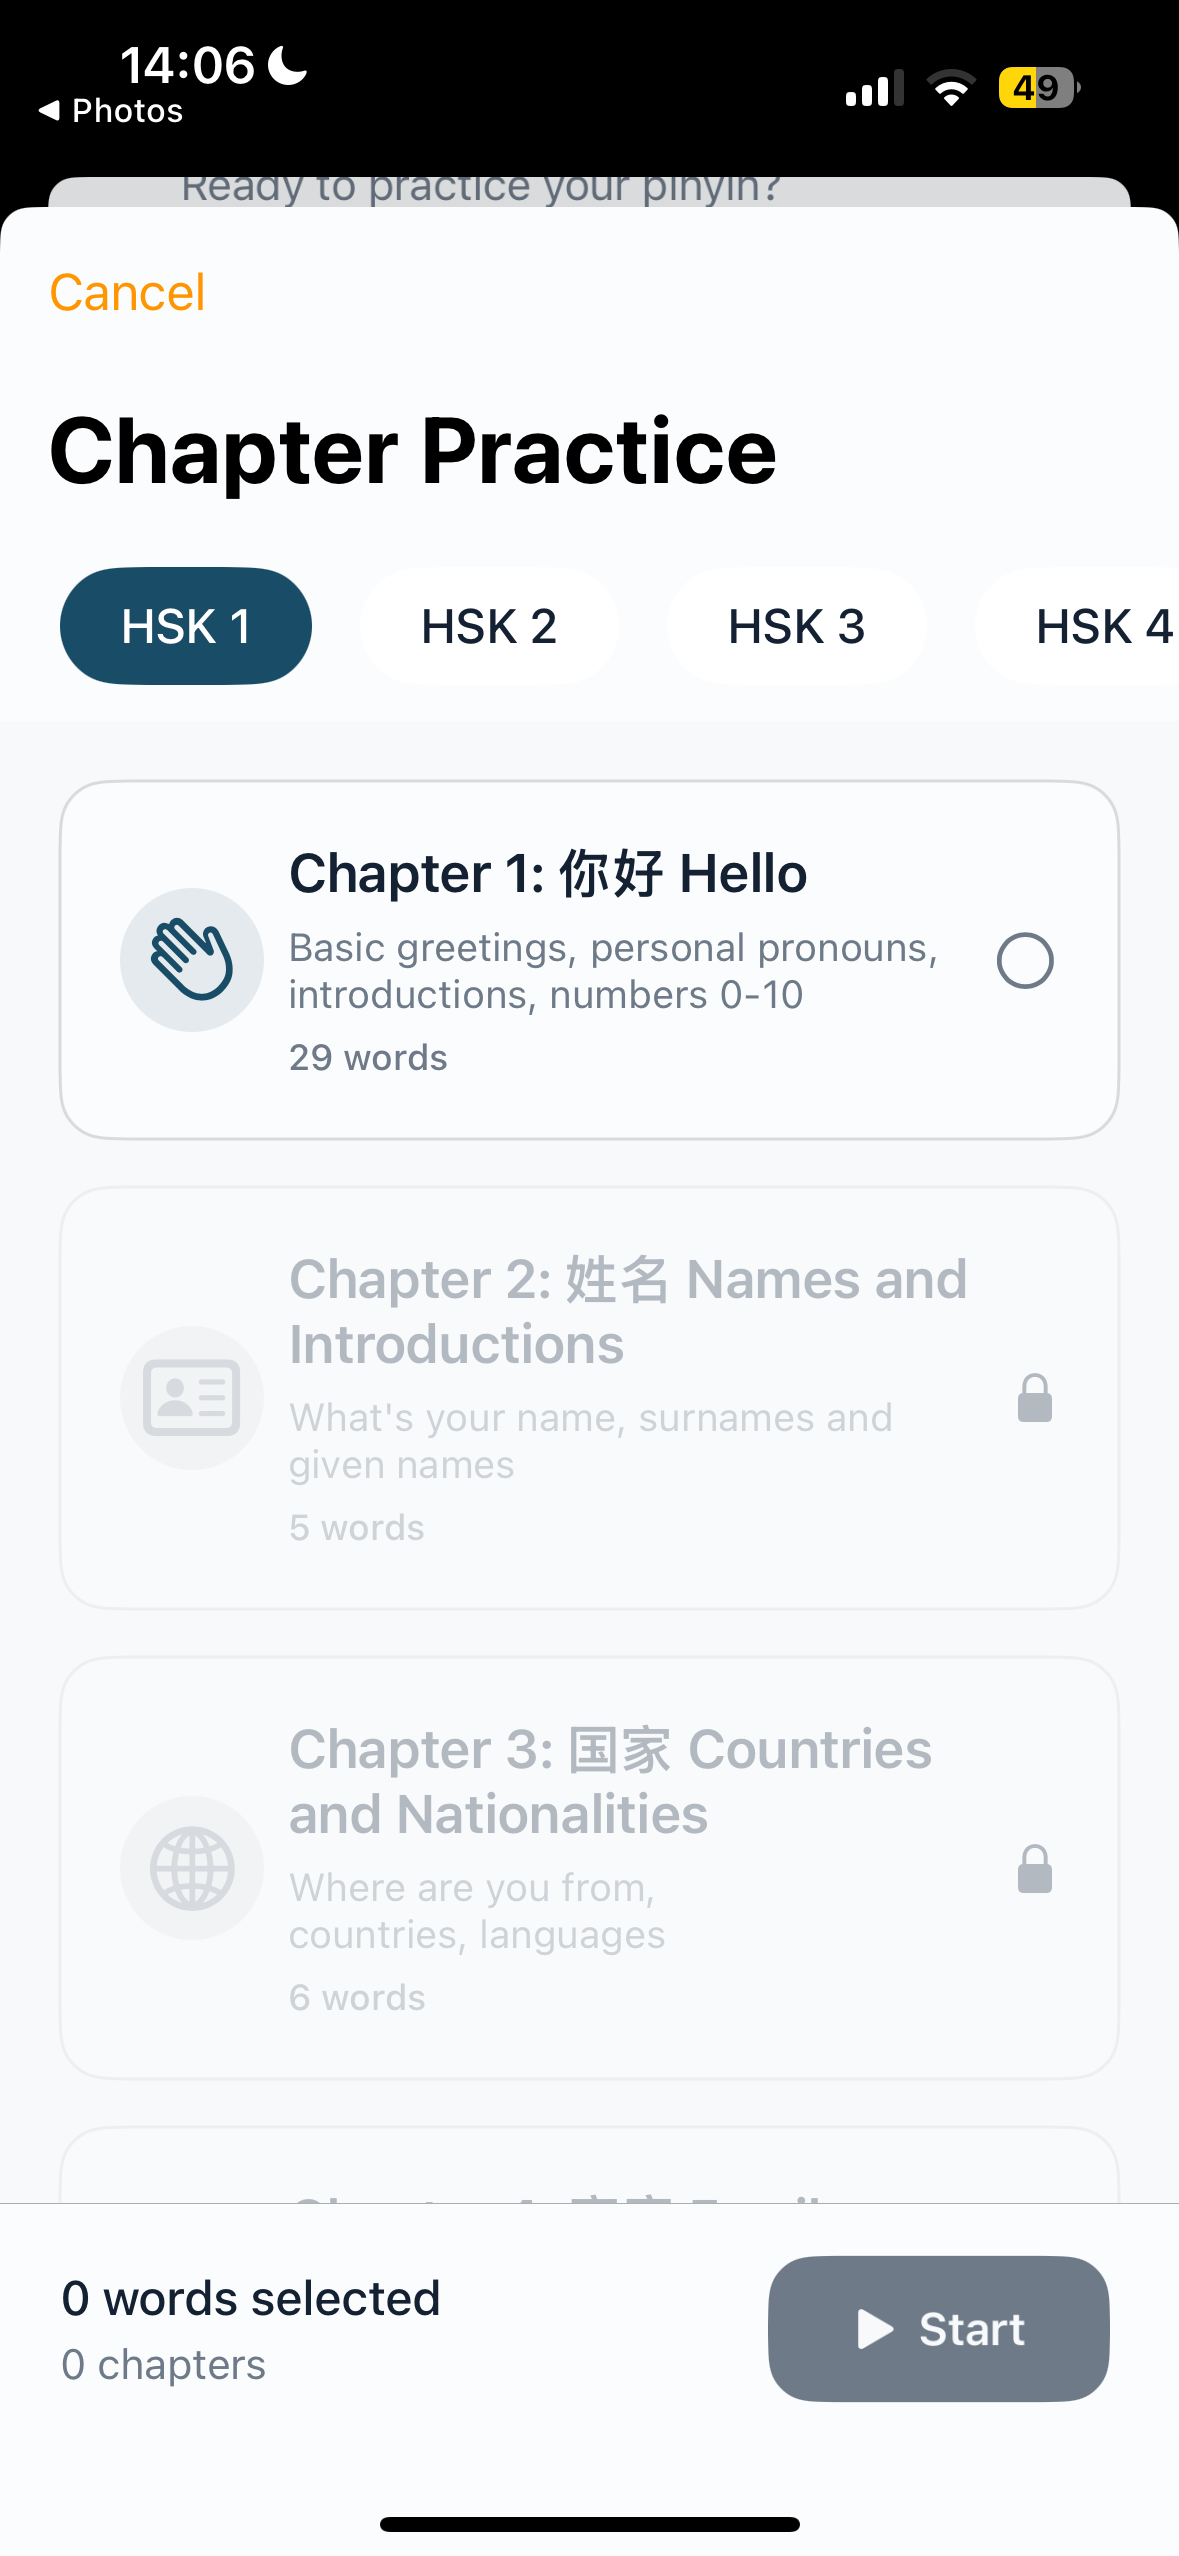 14:06
Photos
49
Ready to practice your pinyin?
Cancel
Chapter Practice
HSK 1
HSK 2
HSK 3
HSK 4
Chapter 1: 你好 Hello
Basic greetings, personal pronouns,
introductions, numbers 0-10
29 words
Chapter 2: 姓名 Names and
Introductions
What's your name, surnames and
given names
5 words
Chapter 3: 国家 Countries
and Nationalities
Where are you from,
countries, languages
6 words
0 words selected
0 chapters
Start